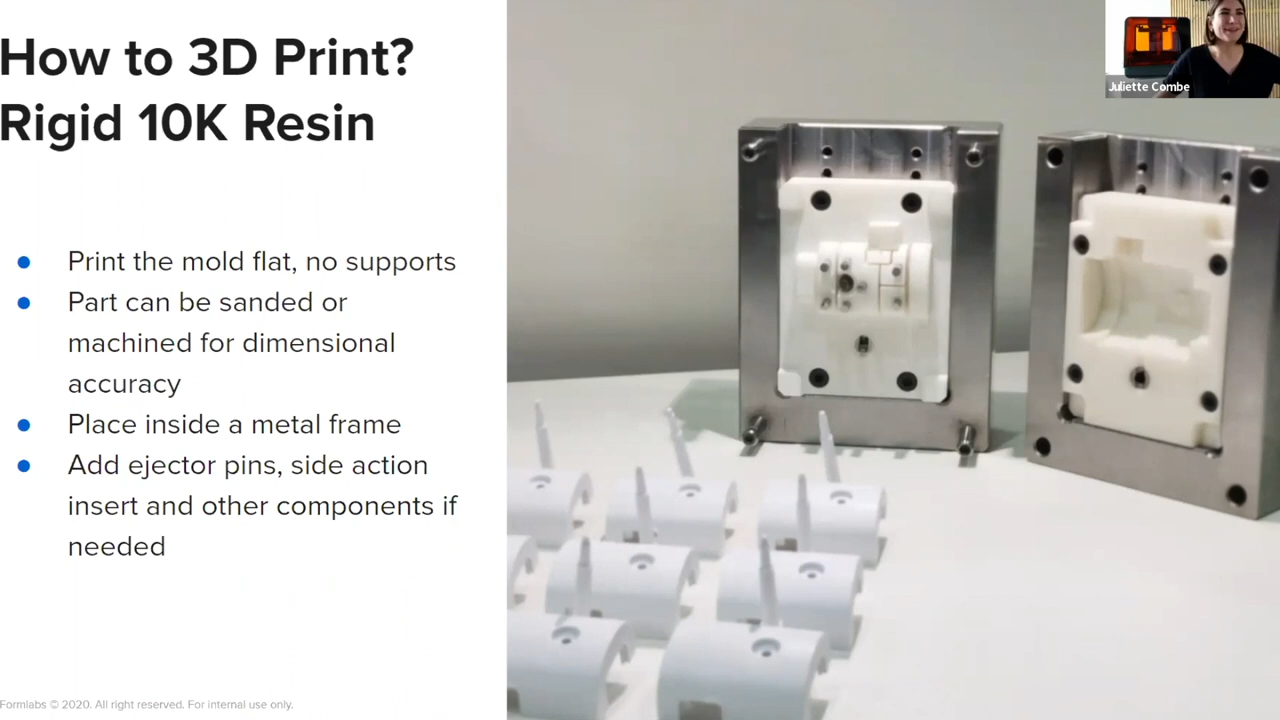 How to 3D Print?
Rigid 10K Resin
Juliette Combe
● Print the mold flat, no supports
● Part can be sanded or
machined for dimensional
accuracy
● Place inside a metal frame
● Add ejector pins, side action
insert and other components if
needed
Formlabs © 2020. All right reserved. For internal use only.